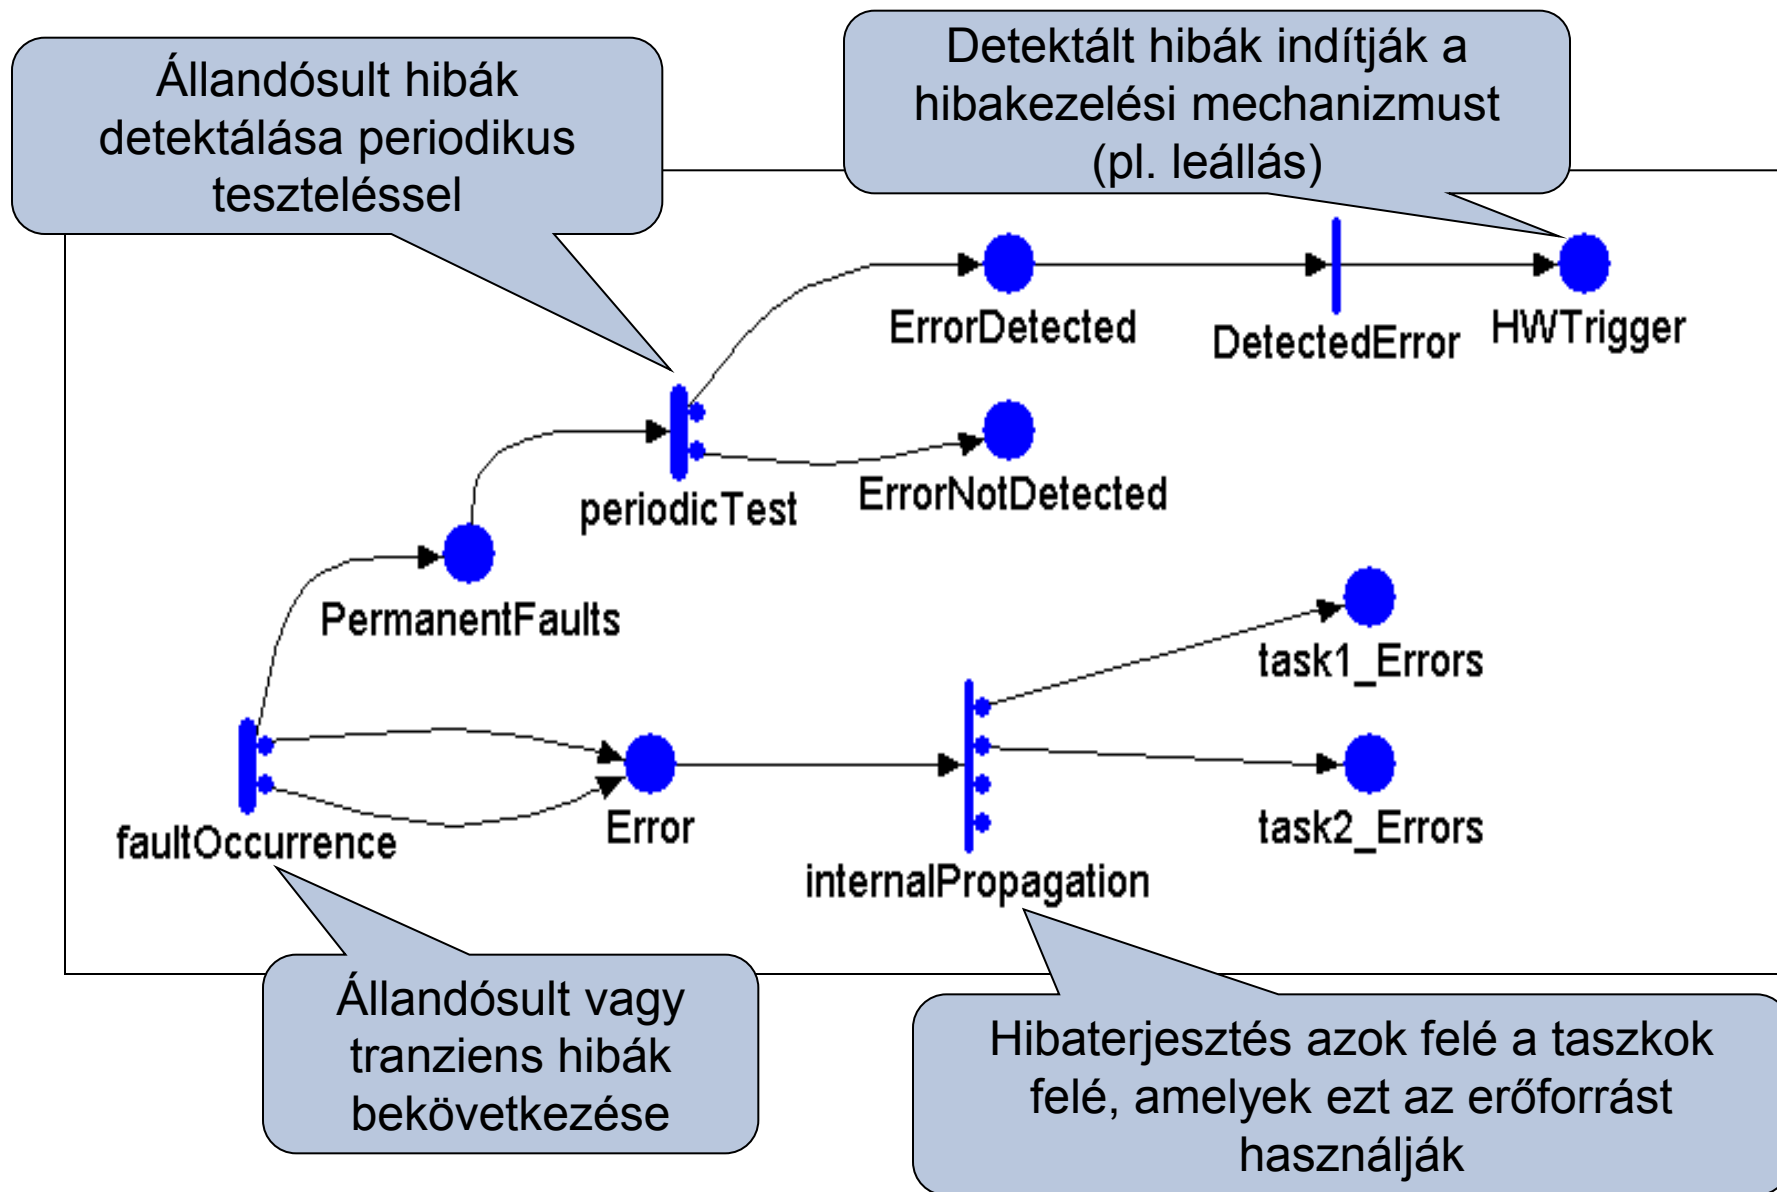 Állandósult hibák
detektálása periodikus
teszteléssel
Detektált hibák indítják a
hibakezelési mechanizmust
(pl. leállás)
ErrorDetected
DetectedError
HWTrigger
periodicTest
ErrorNotDetected
PermanentFaults
task1_Errors
faultOccurrence
Error
task2_Errors
internalPropagation
Állandósult vagy
tranziens hibák
bekövetkezése
Hibaterjesztés azok felé a taszkok
felé, amelyek ezt az erőforrást
használják